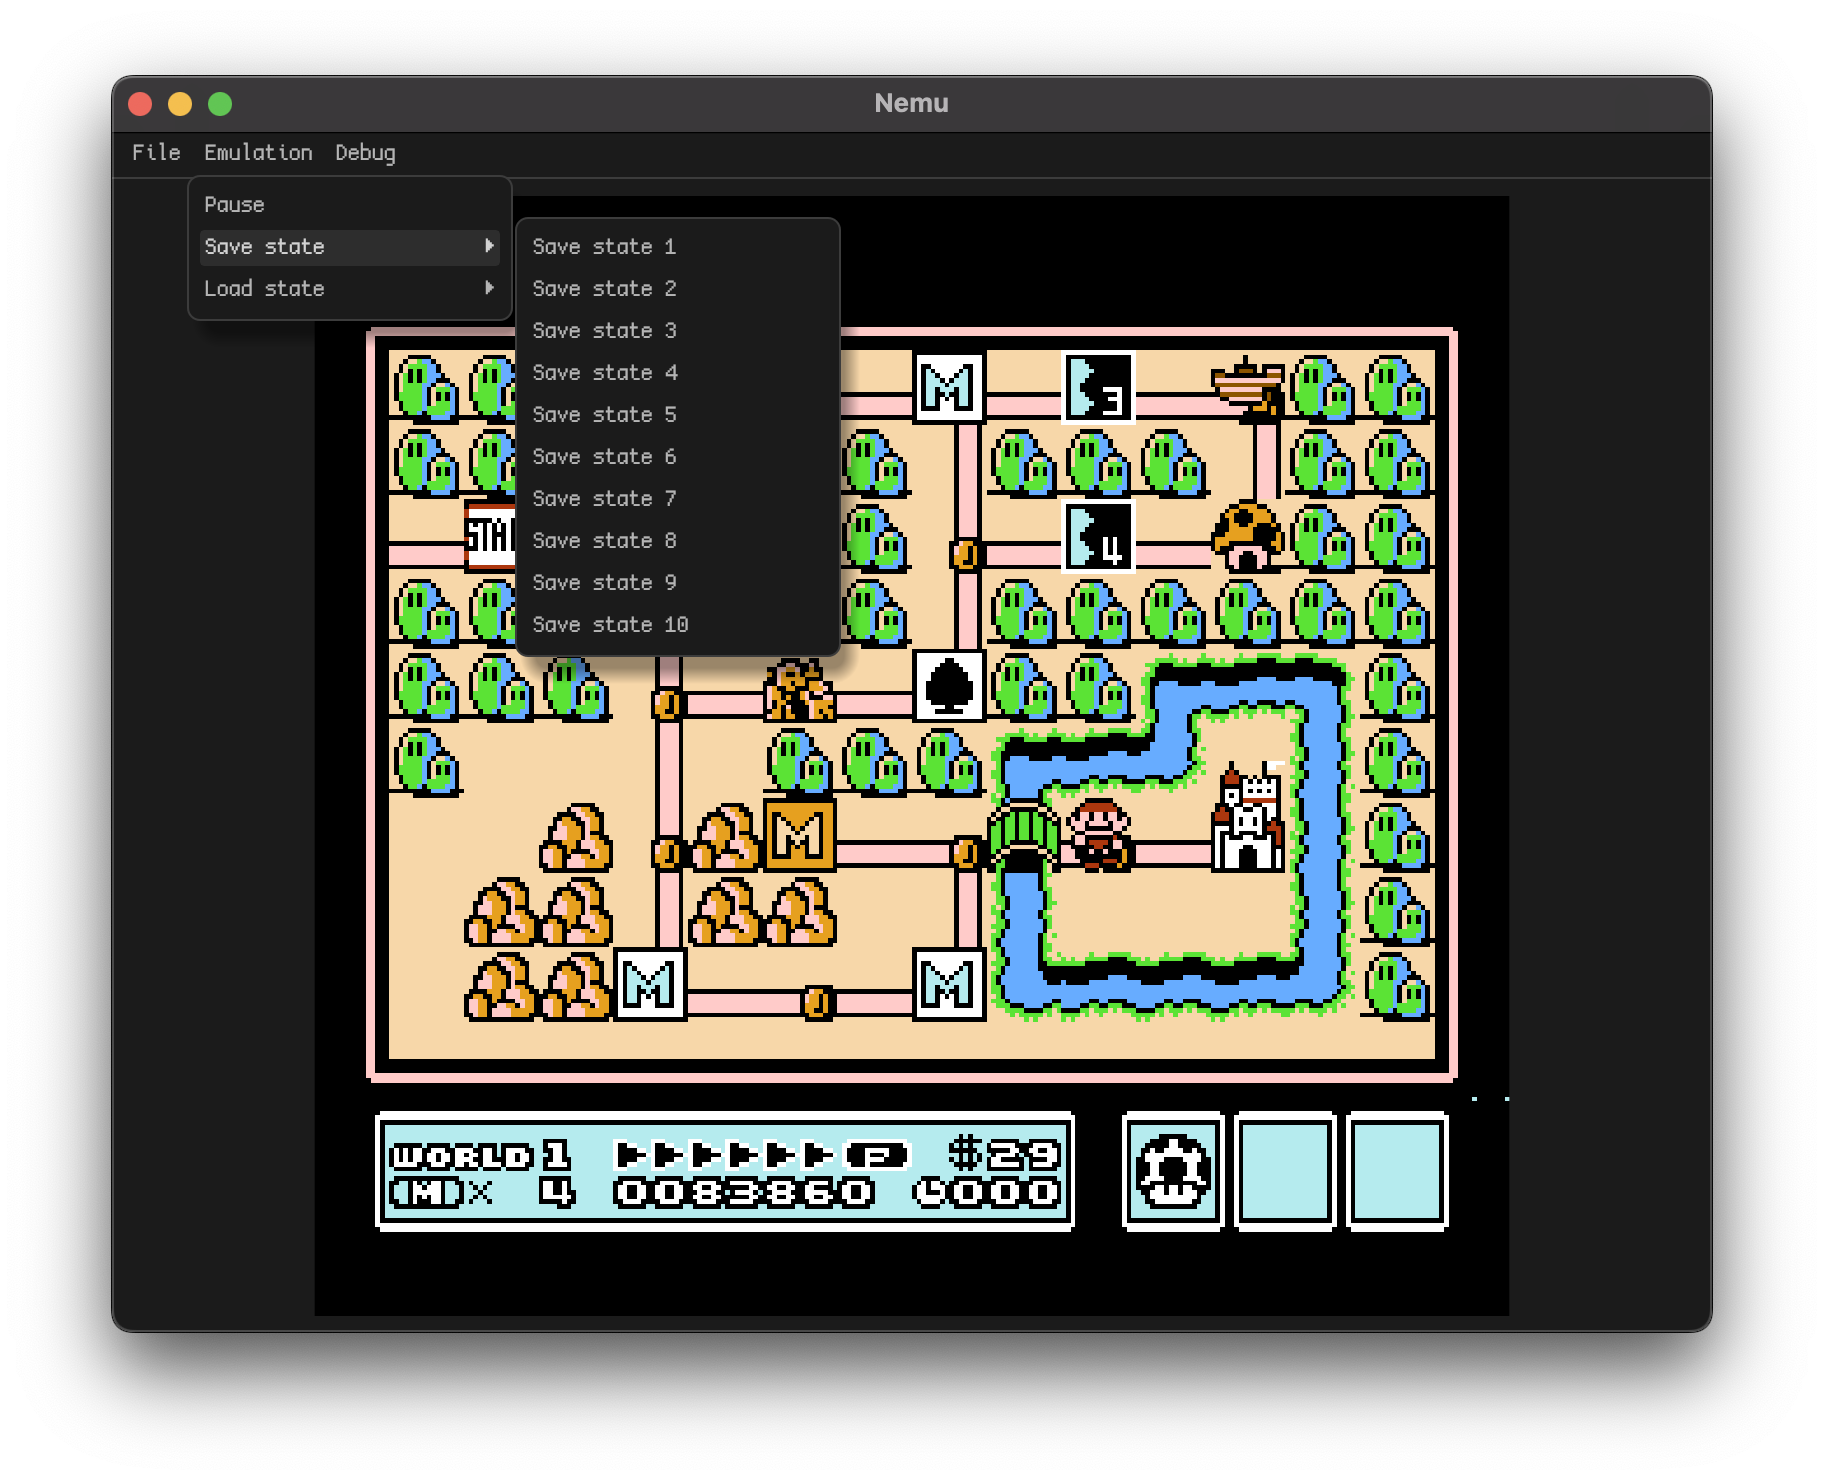 Nemu
File Emulation Debug
Pause
Save state
Load state
Save state 1
Save state 2
Save state 3
Save state 4
Save state 5
Save state 6
Save state 7
Save state 8
Save state 9
Save state 10
M 3
STA
4
M
M M
WORLD 1 P #29
M× 4 0083860 000